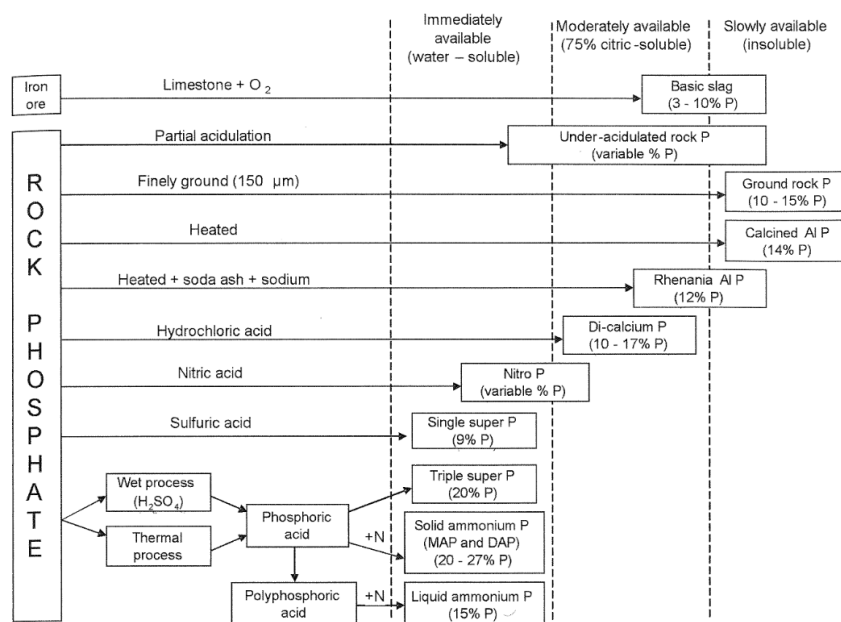 Immediately
available
(water – soluble)
Moderately available
(75% citric -soluble)
Slowly available
(insoluble)
Iron
ore
Limestone + O₂
Basic slag
(3 - 10% P)
Partial acidulation
Under-acidulated rock P
(variable % P)
Finely ground (150 µm)
Ground rock P
(10 - 15% P)
Heated
Calcined Al P
(14% P)
Heated + soda ash + sodium
Rhenania Al P
(12% P)
Hydrochloric acid
Di-calcium P
(10 - 17% P)
Nitric acid
Nitro P
(variable % P)
Sulfuric acid
Single super P
(9% P)
ROCK PHOSPHATE
Wet process
(H₂SO₄)
Thermal
process
Phosphoric
acid
Triple super P
(20% P)
+N
Solid ammonium P
(MAP and DAP)
(20 - 27% P)
Polyphosphoric
acid
+N
Liquid ammonium P
(15% P)